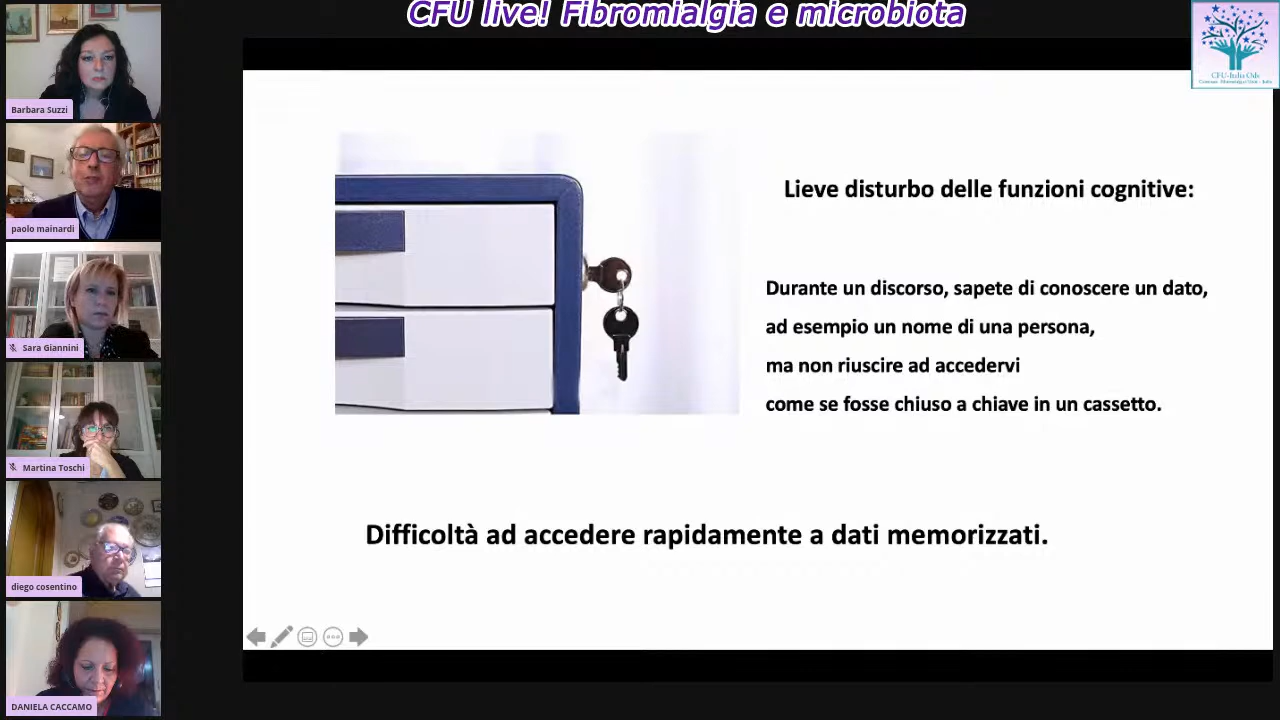 CFU live! Fibromialgia e microbiota
CFU-Italia Odv
Barbara Suzzi
paolo mainardi
Sara Giannini
Martina Toschi
diego cosentino
DANIELA CACCAMO
Lieve disturbo delle funzioni cognitive:
Durante un discorso, sapete di conoscere un dato,
ad esempio un nome di una persona,
ma non riuscire ad accedervi
come se fosse chiuso a chiave in un cassetto.
Difficoltà ad accedere rapidamente a dati memorizzati.